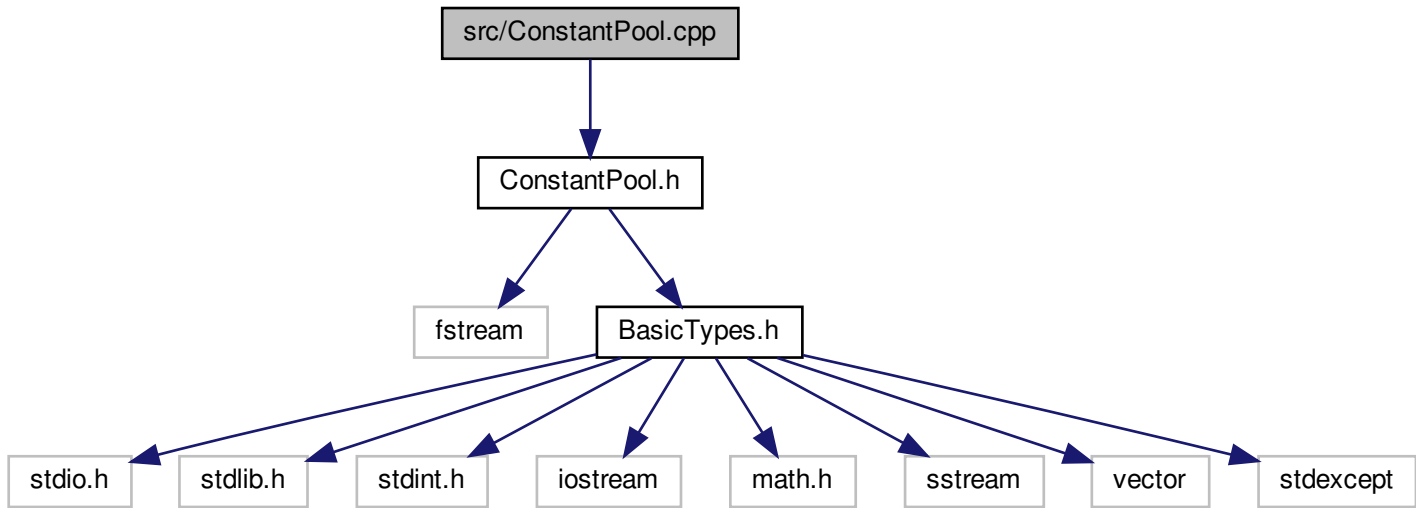 src/ConstantPool.cpp
ConstantPool.h
fstream
BasicTypes.h
stdio.h
stdlib.h
stdint.h
iostream
math.h
sstream
vector
stdexcept